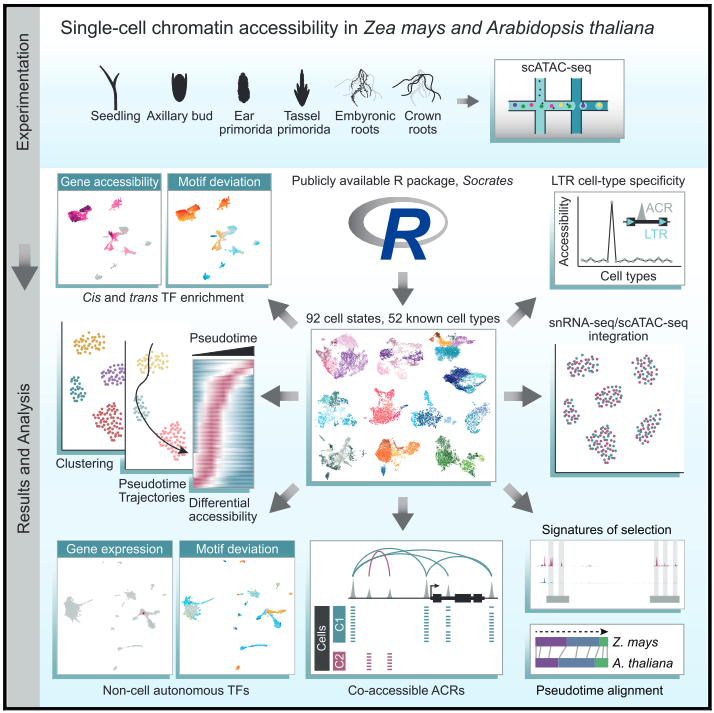 Single-cell chromatin accessibility in Zea mays and Arabidopsis thaliana
Experimentation
Seedling
Axillary bud
Ear
primorida
Tassel
primorida
Embyronic
roots
Crown
roots
scATAC-seq
Results and Analysis
Gene accessibility
Motif deviation
Cis and trans TF enrichment
Publicly available R package, Socrates
R
LTR cell-type specificity
Accessibility
ACR
LTR
Cell types
92 cell states, 52 known cell types
Clustering
Pseudotime
Trajectories
Pseudotime
Differential
accessibility
snRNA-seq/scATAC-seq
integration
Gene expression
Motif deviation
Non-cell autonomous TFs
Cells
C1
C2
Co-accessible ACRs
Signatures of selection
Z. mays
A. thaliana
Pseudotime alignment